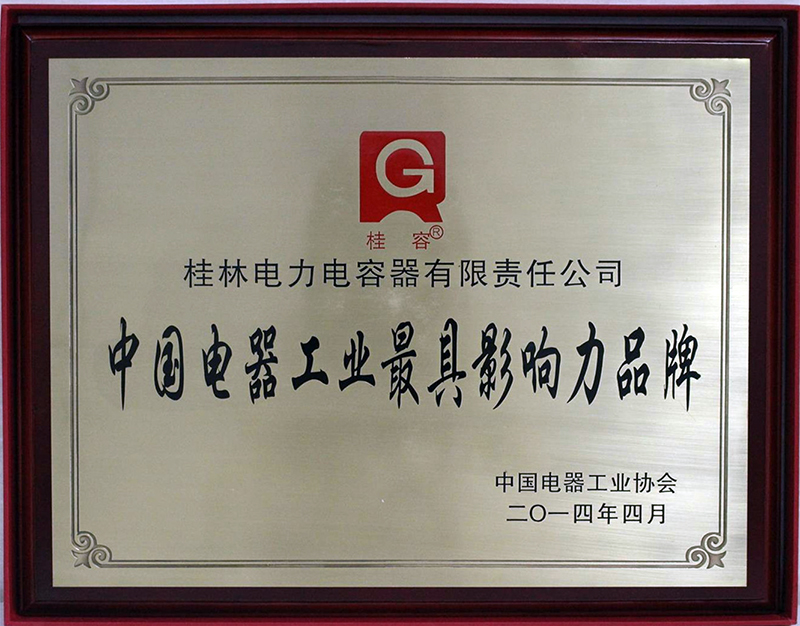 G
桂容®
桂林电力电容器有限责任公司
中国电器工业最具影响力品牌
中国电器工业协会
二〇一四年四月